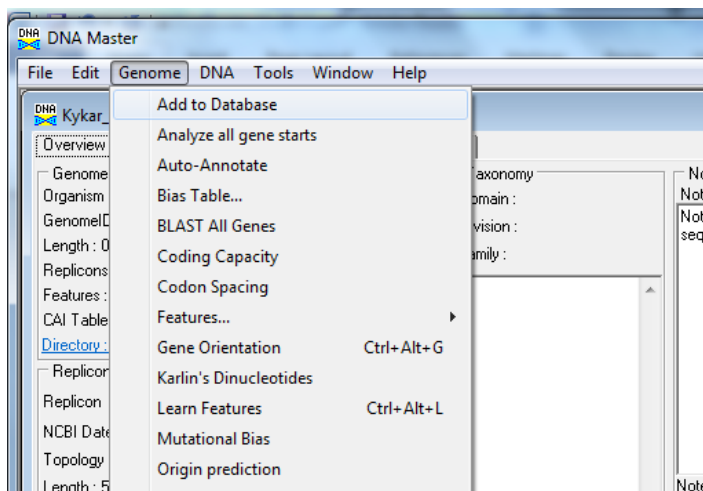 DNA Master
File Edit Genome DNA Tools Window Help
Kykar_
Add to Database
Overview
Analyze all gene starts
Genome
Auto-Annotate
axonomy
Organism
Bias Table...
omain :
GenomeID
BLAST All Genes
vision :
Length : 0
Coding Capacity
amily :
Replicons
Codon Spacing
Features :
Features...
CAI Table
Gene Orientation Ctrl+Alt+G
Directory :
Karlin's Dinucleotides
Replicon
Learn Features Ctrl+Alt+L
NCBI Date
Mutational Bias
Topology
Origin prediction
Length : 5
No
Not
Not
seq
Note